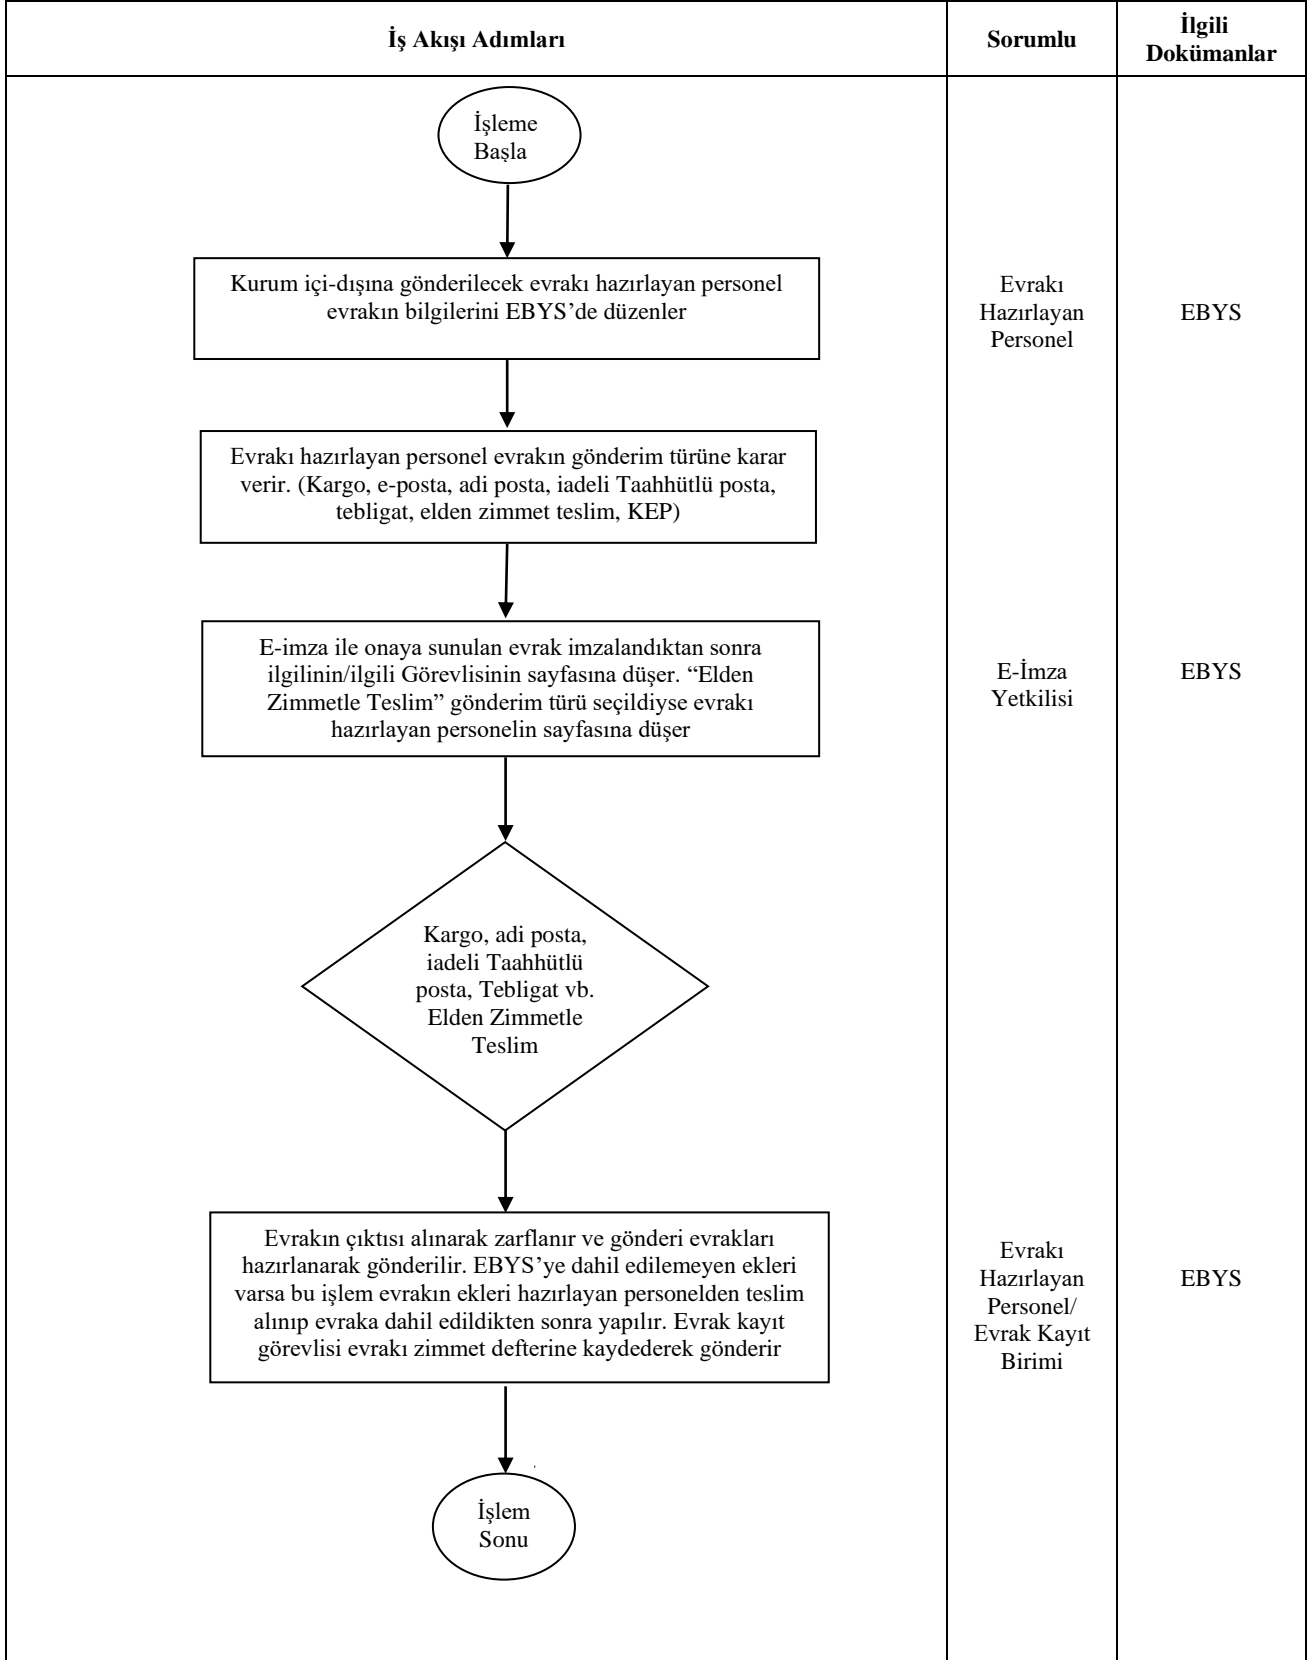 İş Akışı Adımları
Sorumlu
İlgili
Dokümanlar
İşleme
Başla
Kurum içi-dışına gönderilecek evrakı hazırlayan personel
evrakın bilgilerini EBYS’de düzenler
Evrakı
Hazırlayan
Personel
EBYS
Evrakı hazırlayan personel evrakın gönderim türüne karar
verir. (Kargo, e-posta, adi posta, iadeli Taahhütlü posta,
tebligat, elden zimmet teslim, KEP)
E-imza ile onaya sunulan evrak imzalandıktan sonra
ilgilinin/ilgili Görevlisinin sayfasına düşer. “Elden
Zimmetle Teslim” gönderim türü seçildiyse evrakı
hazırlayan personelin sayfasına düşer
E-İmza
Yetkilisi
EBYS
Kargo, adi posta,
iadeli Taahhütlü
posta, Tebligat vb.
Elden Zimmetle
Teslim
Evrakın çıktısı alınarak zarflanır ve gönderi evrakları
hazırlanarak gönderilir. EBYS’ye dahil edilemeyen ekleri
varsa bu işlem evrakın ekleri hazırlayan personelden teslim
alınıp evraka dahil edildikten sonra yapılır. Evrak kayıt
görevlisi evrakı zimmet defterine kaydederek gönderir
Evrakı
Hazırlayan
Personel/
Evrak Kayıt
Birimi
EBYS
İşlem
Sonu